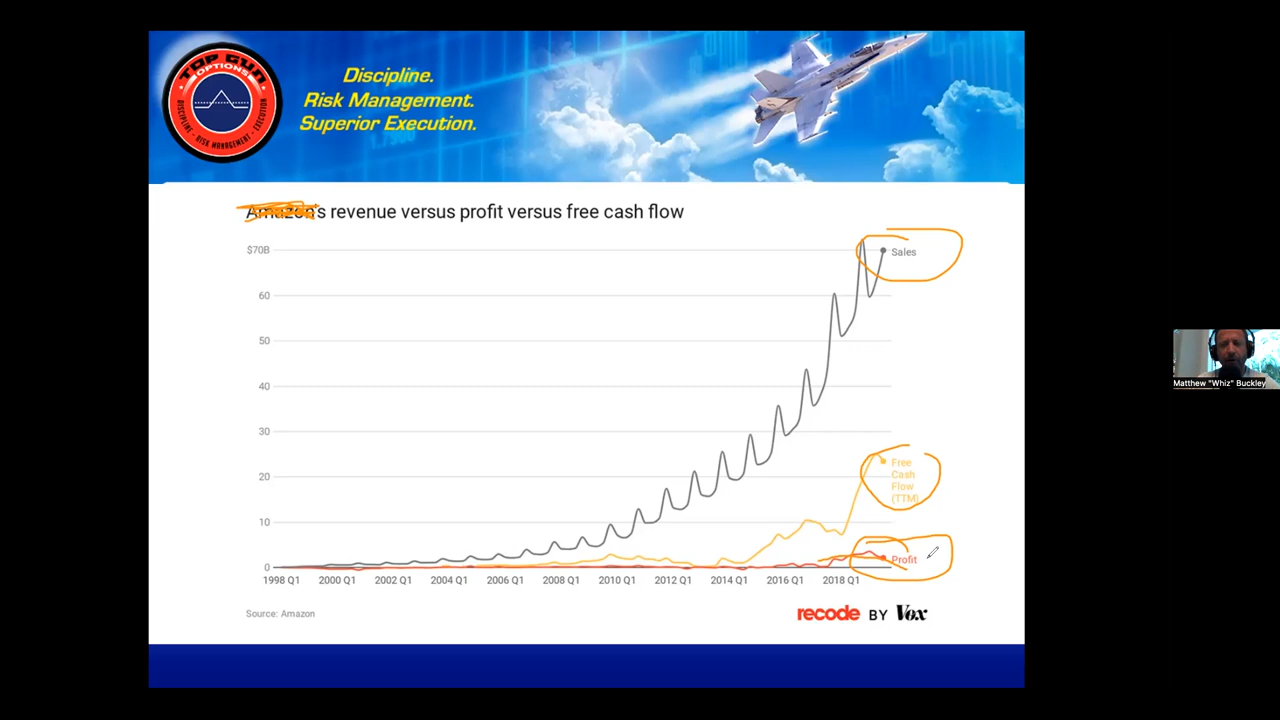 TOP GUN
OPTIONS
DISCIPLINE - RISK MANAGEMENT - EXECUTION
Discipline.
Risk Management.
Superior Execution.
Amazon's revenue versus profit versus free cash flow
$70B
60
50
40
30
20
10
0
Sales
Free
Cash
Flow
(TTM)
Profit
1998 Q1 2000 Q1 2002 Q1 2004 Q1 2006 Q1 2008 Q1 2010 Q1 2012 Q1 2014 Q1 2016 Q1 2018 Q1
Source: Amazon
recode BY Vox
Matthew "Whiz" Buckley